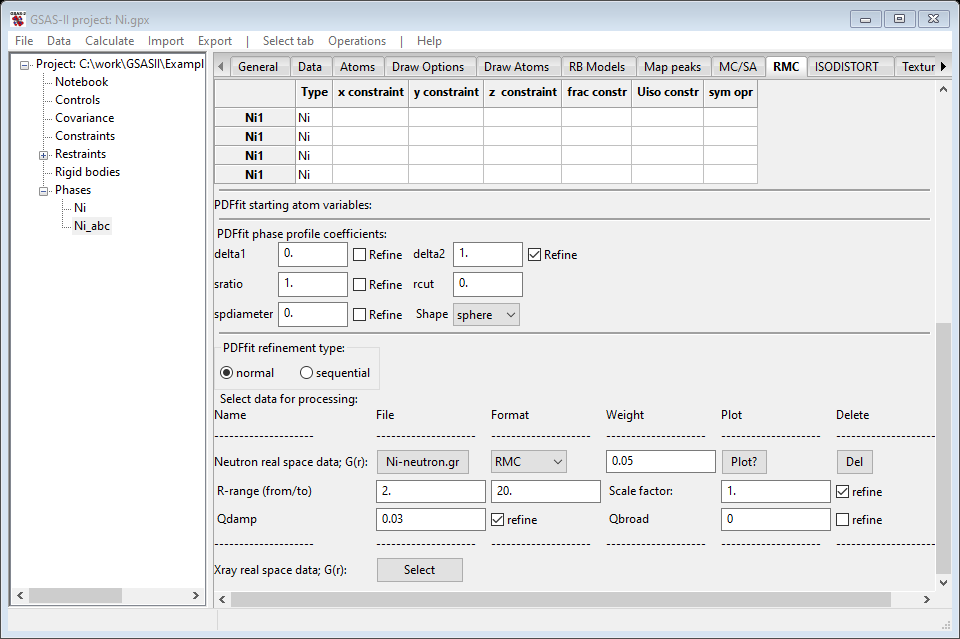 GSAS-II project: Ni.gpx
File Data Calculate Import Export | Select tab Operations | Help
Project: C:\work\GSASII\Exampl
Notebook
Controls
Covariance
Constraints
Restraints
Rigid bodies
Phases
Ni
Ni_abc
General Data Atoms Draw Options Draw Atoms RB Models Map peaks MC/SA RMC ISODISTORT Textur
Type x constraint y constraint z constraint frac constr Uiso constr sym opr
Ni1 Ni
Ni1 Ni
Ni1 Ni
Ni1 Ni
PDFfit starting atom variables:
PDFfit phase profile coefficients:
delta1 0. Refine delta2 1. Refine
sratio 1. Refine rcut 0.
spdiameter 0. Refine Shape sphere
PDFfit refinement type:
normal sequential
Select data for processing:
Name File Format Weight Plot Delete
-------------------- -------------------- -------------------- -------------------- -------------------- --------------------
Neutron real space data; G(r): Ni-neutron.gr RMC 0.05 Plot? Del
R-range (from/to) 2. 20. Scale factor: 1. refine
Qdamp 0.03 refine Qbroad 0 refine
-------------------- -------------------- -------------------- -------------------- -------------------- --------------------
Xray real space data; G(r): Select